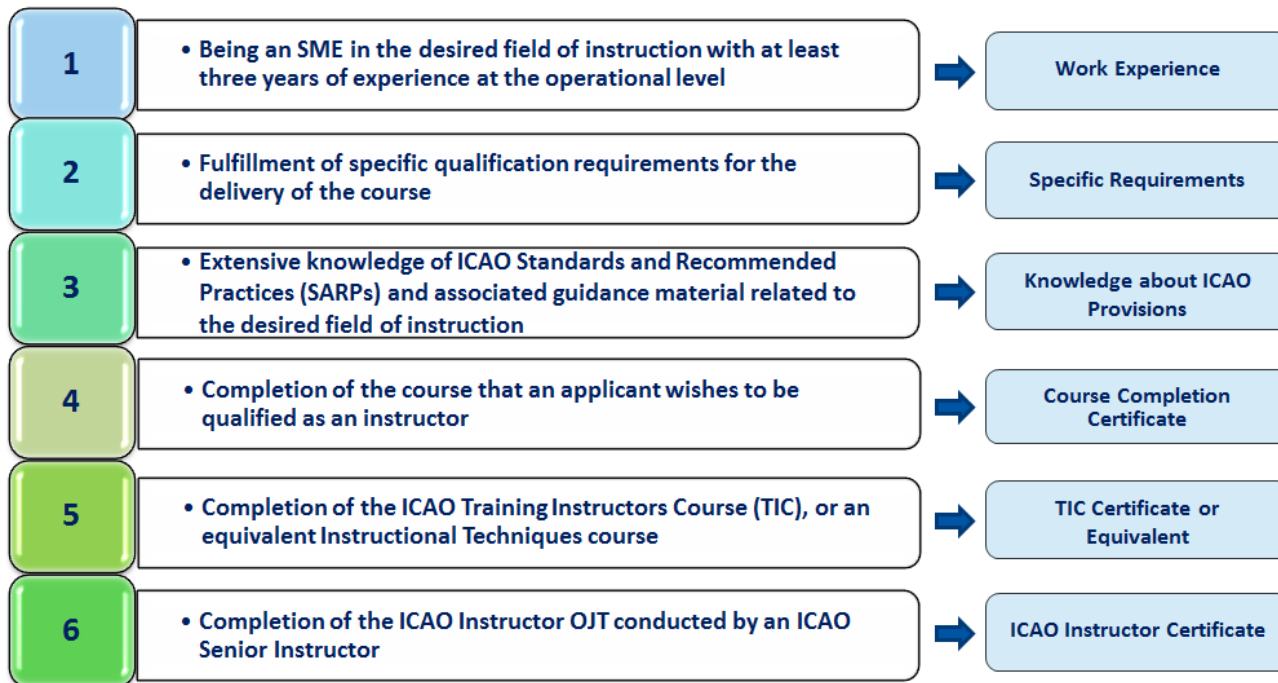 1
• Being an SME in the desired field of instruction with at least
three years of experience at the operational level
Work Experience
2
• Fulfillment of specific qualification requirements for the
delivery of the course
Specific Requirements
3
• Extensive knowledge of ICAO Standards and Recommended
Practices (SARPs) and associated guidance material related to
the desired field of instruction
Knowledge about ICAO
Provisions
4
• Completion of the course that an applicant wishes to be
qualified as an instructor
Course Completion
Certificate
5
• Completion of the ICAO Training Instructors Course (TIC), or an
equivalent Instructional Techniques course
TIC Certificate or
Equivalent
6
• Completion of the ICAO Instructor OJT conducted by an ICAO
Senior Instructor
ICAO Instructor Certificate